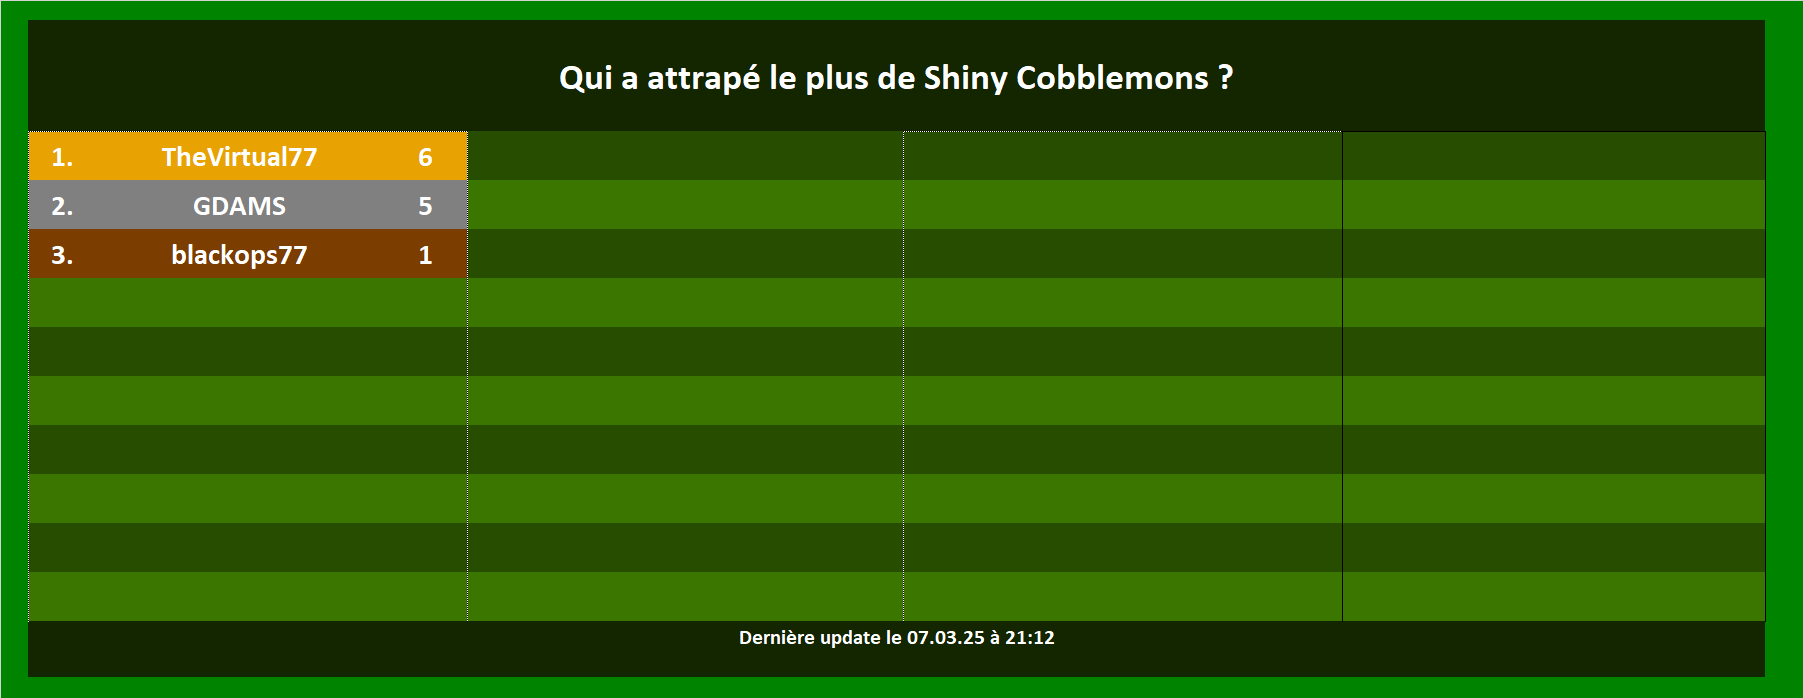 Qui a attrapé le plus de Shiny Cobblemons ?
1. TheVirtual77 6
2. GDAMS 5
3. blackops77 1
Dernière update le 07.03.25 à 21:12